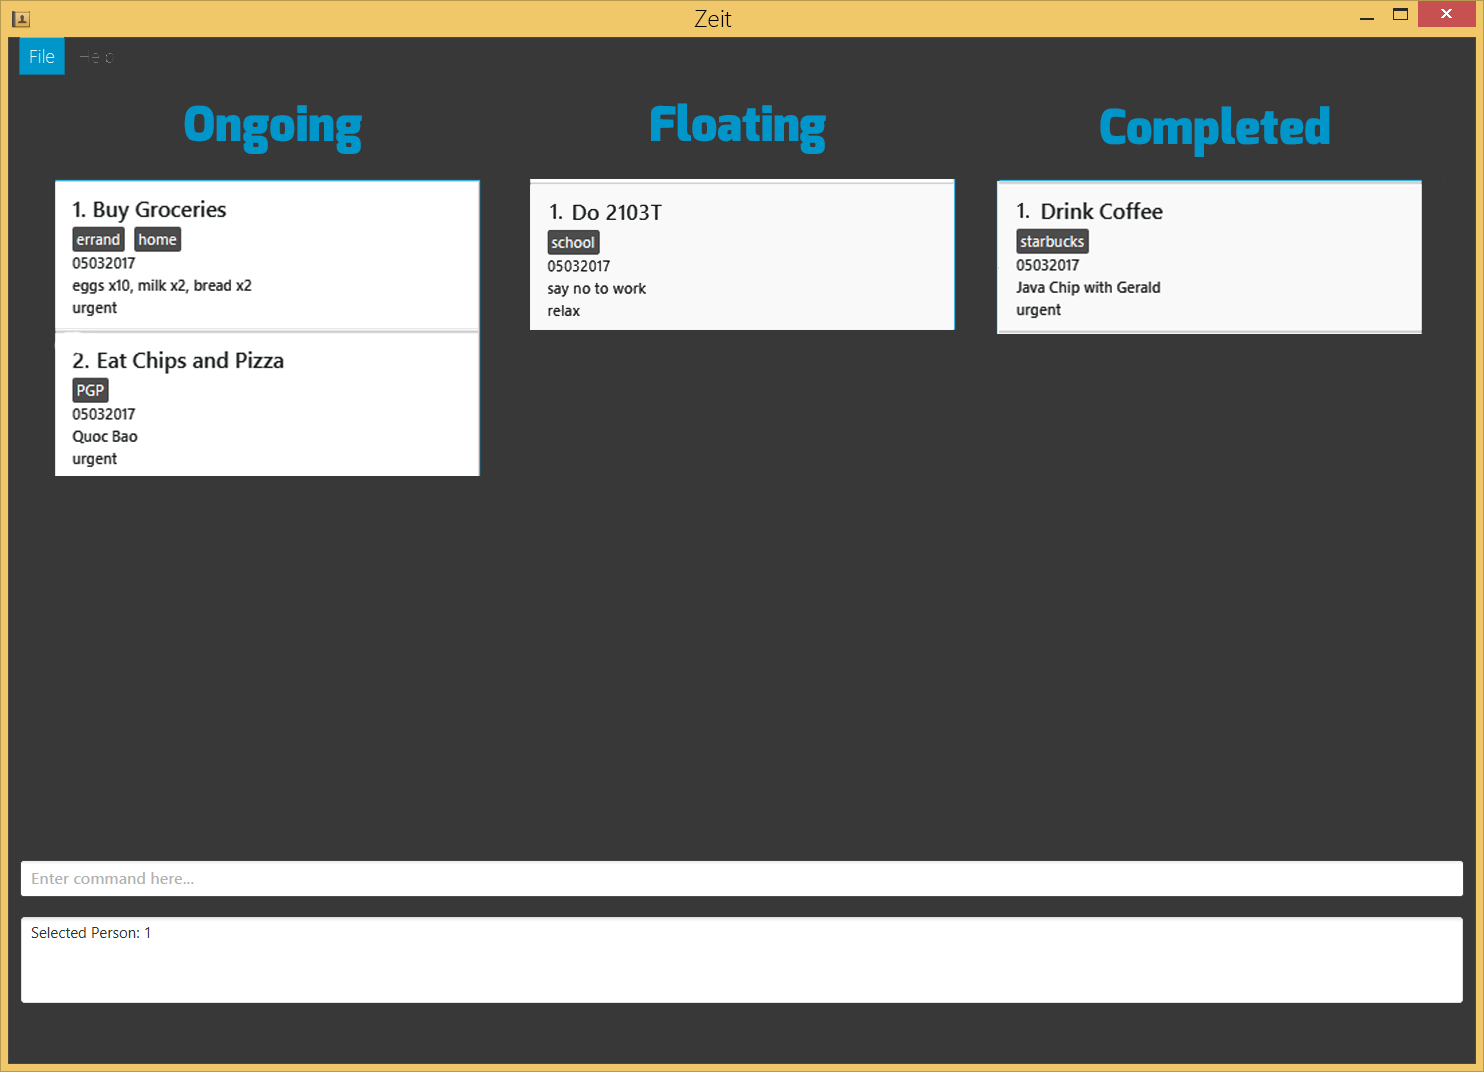 Zeit
File Help
Ongoing
1. Buy Groceries
errand home
05032017
eggs x10, milk x2, bread x2
urgent
2. Eat Chips and Pizza
PGP
05032017
Quoc Bao
urgent
Floating
1. Do 2103T
school
05032017
say no to work
relax
Completed
1. Drink Coffee
starbucks
05032017
Java Chip with Gerald
urgent
Enter command here...
Selected Person: 1